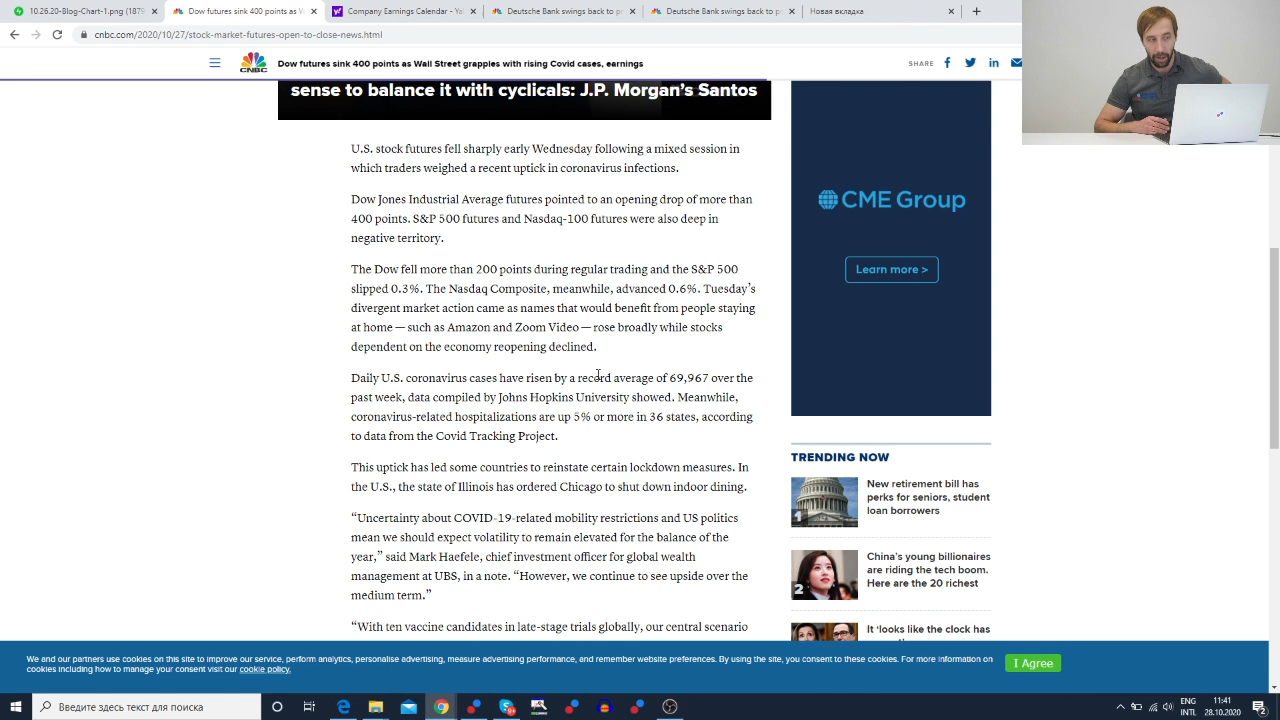 10.26.20-Blog-Chart-1.png (1879
Dow futures sink 400 points as W
Company Earnings Calendar - Yal
Deutsche Bank swings back to p
Deutsche Bank swings back to po
Новая вкладка
cnbc.com/2020/10/27/stock-market-futures-open-to-close-news.html
CNBC
Dow futures sink 400 points as Wall Street grapples with rising Covid cases, earnings
SHARE
sense to balance it with cyclicals: J.P. Morgan's Santos
U.S. stock futures fell sharply early Wednesday following a mixed session in
which traders weighed a recent uptick in coronavirus infections.
Dow Jones Industrial Average futures pointed to an opening drop of more than
400 points. S&P 500 futures and Nasdaq-100 futures were also deep in
negative territory.
The Dow fell more than 200 points during regular trading and the S&P 500
slipped 0.3%. The Nasdaq Composite, meanwhile, advanced 0.6%. Tuesday's
divergent market action came as names that would benefit from people staying
at home — such as Amazon and Zoom Video — rose broadly while stocks
dependent on the economy reopening declined.
Daily U.S. coronavirus cases have risen by a record average of 69,967 over the
past week, data compiled by Johns Hopkins University showed. Meanwhile,
coronavirus-related hospitalizations are up 5% or more in 36 states, according
to data from the Covid Tracking Project.
This uptick has led some countries to reinstate certain lockdown measures. In
the U.S., the state of Illinois has ordered Chicago to shut down indoor dining.
"Uncertainty about COVID-19-related mobility restrictions and US politics
mean we should expect volatility to remain elevated for the balance of the
year," said Mark Haefele, chief investment officer for global wealth
management at UBS, in a note. "However, we continue to see upside over the
medium term."
"With ten vaccine candidates in late-stage trials globally, our central scenario
CME Group
Learn more >
TRENDING NOW
1
New retirement bill has
perks for seniors, student
loan borrowers
2
China's young billionaires
are riding the tech boom.
Here are the 20 richest
It 'looks like the clock has
We and our partners use cookies on this site to improve our service, perform analytics, personalise advertising, measure advertising performance, and remember website preferences. By using the site, you consent to these cookies. For more information on
cookies including how to manage your consent visit our cookie policy.
I Agree
Введите здесь текст для поиска
ENG
INTL
11:41
28.10.2020
2